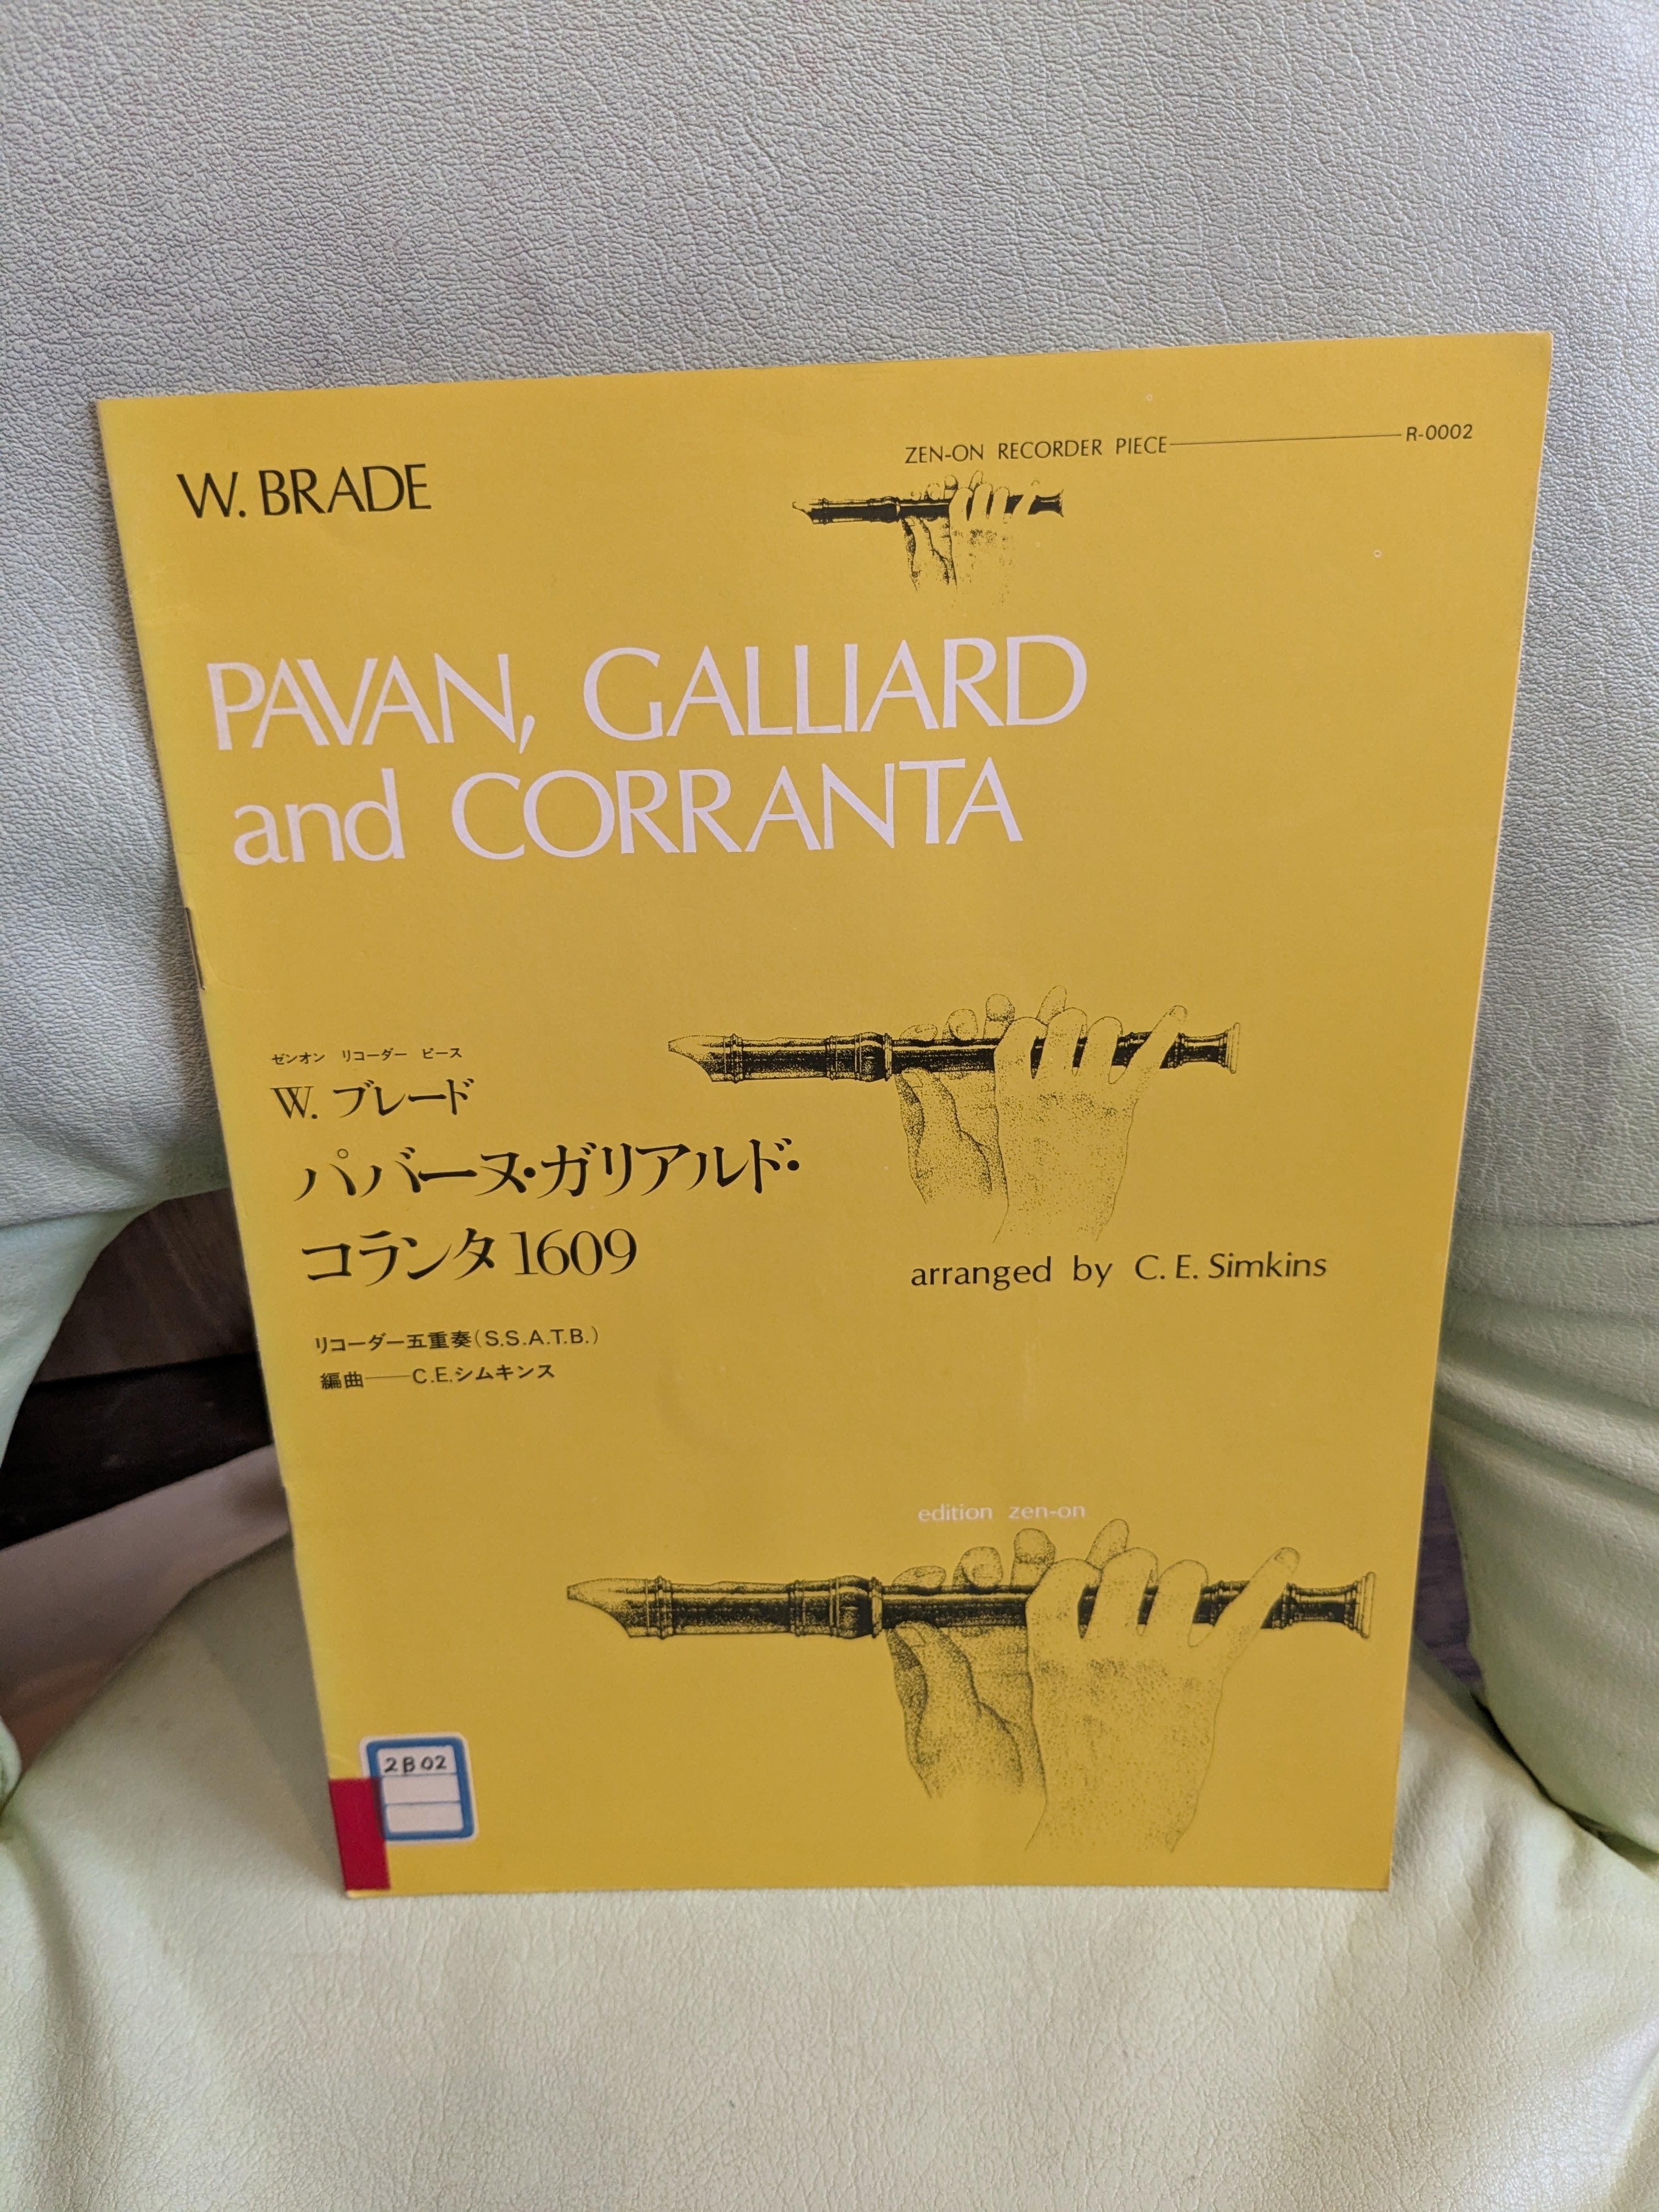 W. BRADE
ZEN-ON RECORDER PIECE
R-0002
PAVAN, GALLIARD
and CORRANTA
ゼンオン リコーダー ピース
W. ブレード
パバーヌ・ガリアルド・
コランタ1609
arranged by C. E. Simkins
リコーダー五重奏(S.S.A.T.B.)
編曲――C.E.シムキンス
edition zen-on
2B02